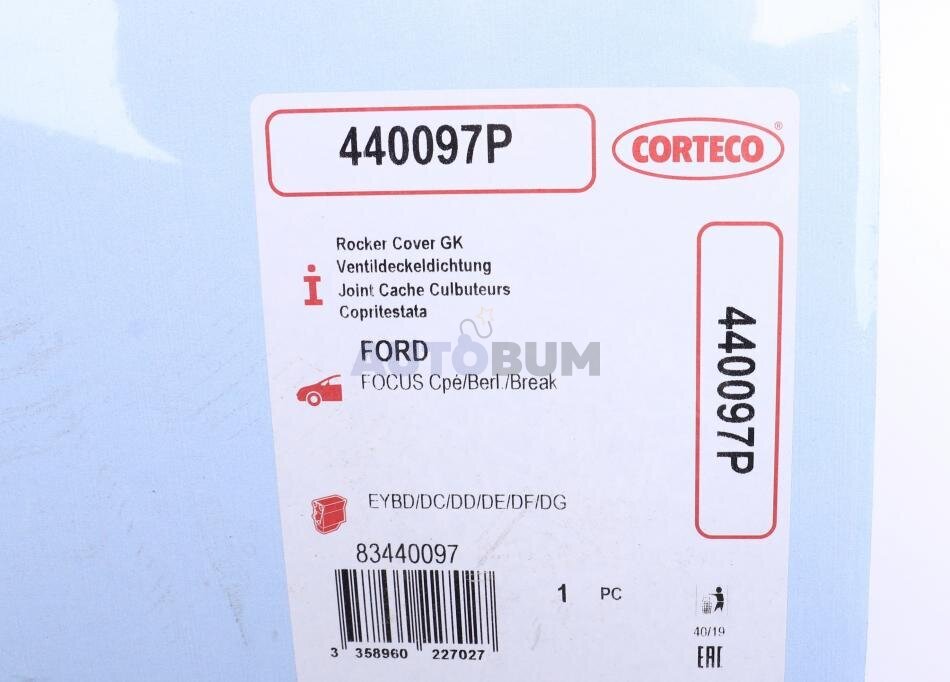 440097P
CORTECO®
Rocker Cover GK
Ventildeckeldichtung
Joint Cache Culbuteurs
Copritestata
FORD
AUTOBUM
FOCUS Cpé/Berl./Break
440097P
EYBD/DC/DD/DE/DF/DG
83440097
1 PC
3 358960 227027
40/19
EAC